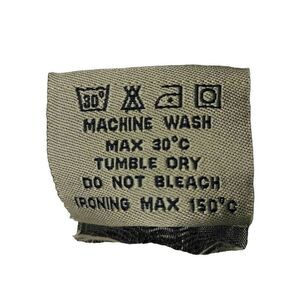 30°
MACHINE WASH
MAX 30°C
TUMBLE DRY
DO NOT BLEACH
IRONING MAX 150°C